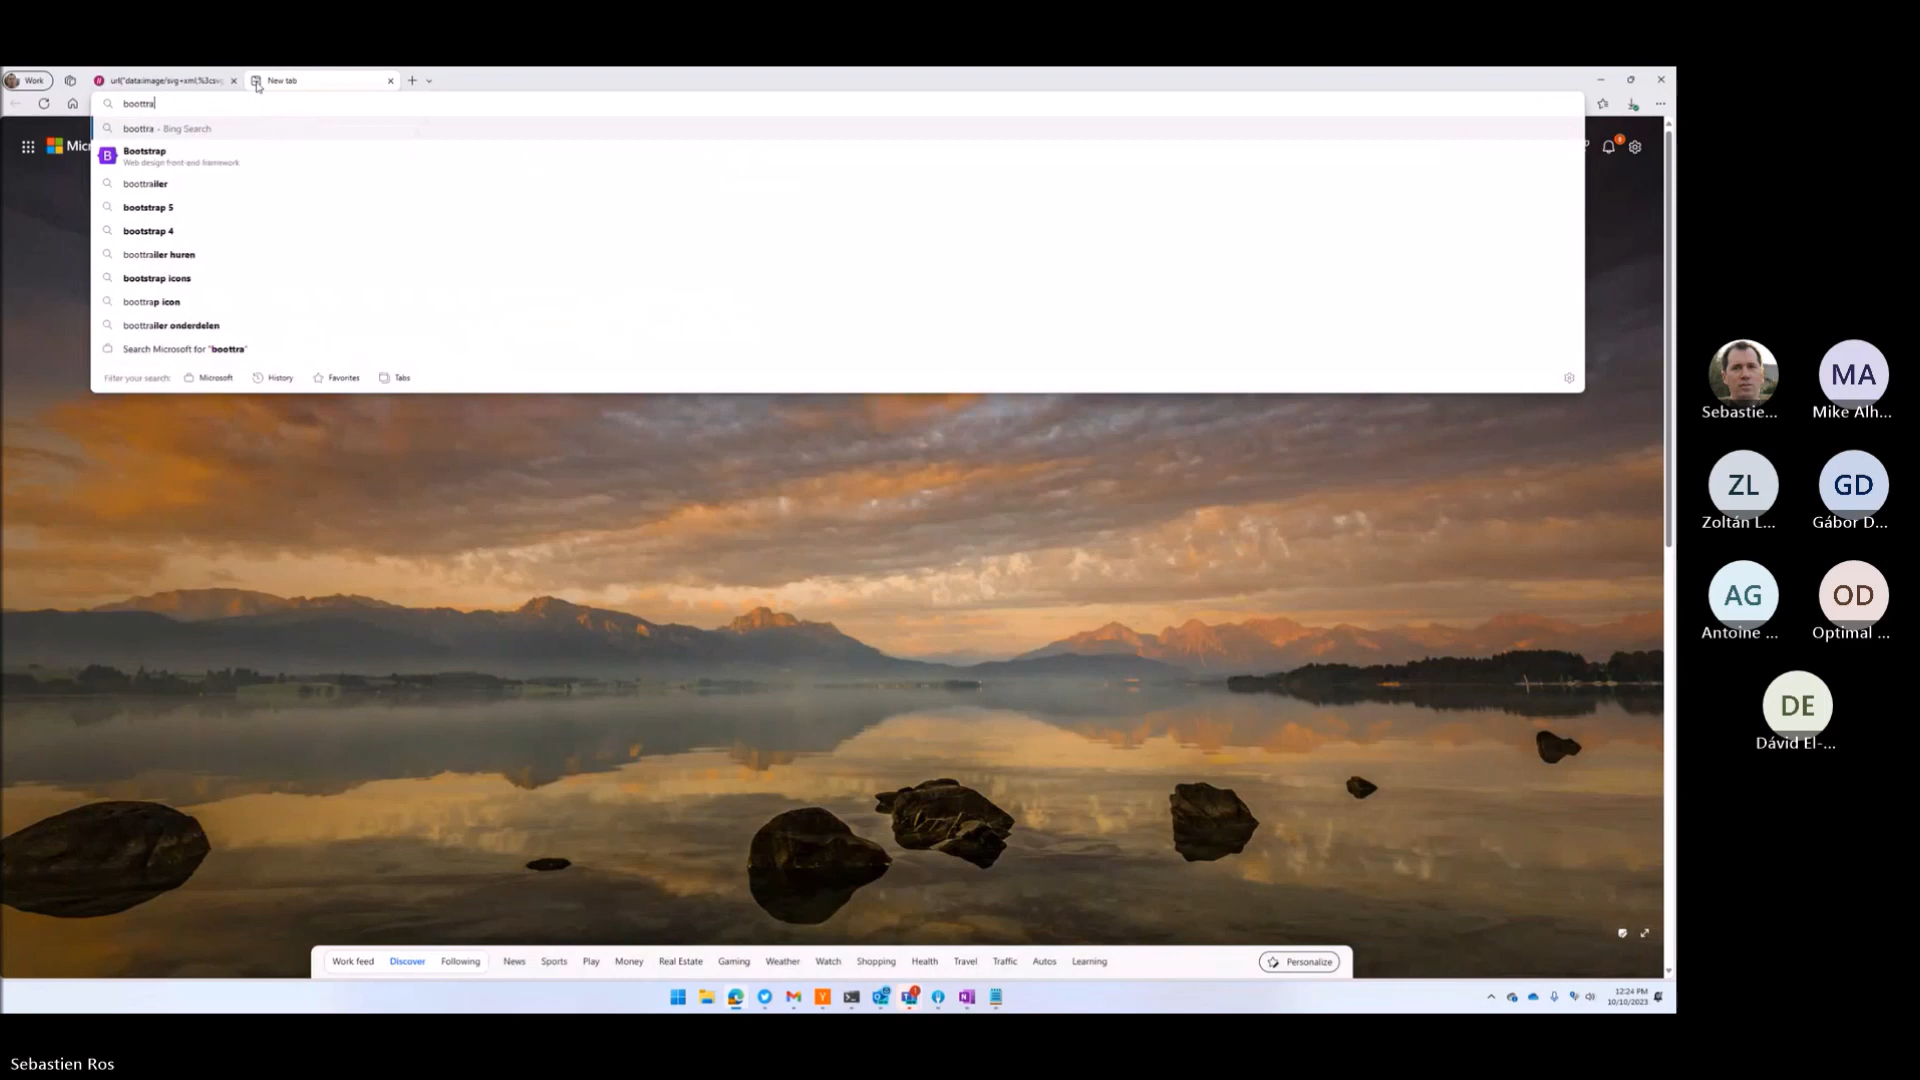 Work
url("data:image/svg+xml;%3csv
New tab
boottra
boottra - Bing Search
Micr
B
Bootstrap
Web design front-end framework
boottrailer
bootstrap 5
bootstrap 4
boottrailer huren
bootstrap icons
boottrap icon
boottrailer onderdelen
Search Microsoft for "boottra"
Filter your search:
Microsoft
History
Favorites
Tabs
Sebastie...
MA
Mike Alh...
ZL
Zoltán L...
GD
Gábor D...
AG
Antoine ...
OD
Optimal ...
DE
Dávid El-...
Work feed
Discover
Following
News
Sports
Play
Money
Real Estate
Gaming
Weather
Watch
Shopping
Health
Travel
Traffic
Autos
Learning
Personalize
12:24 PM
10/10/2023
Sebastien Ros